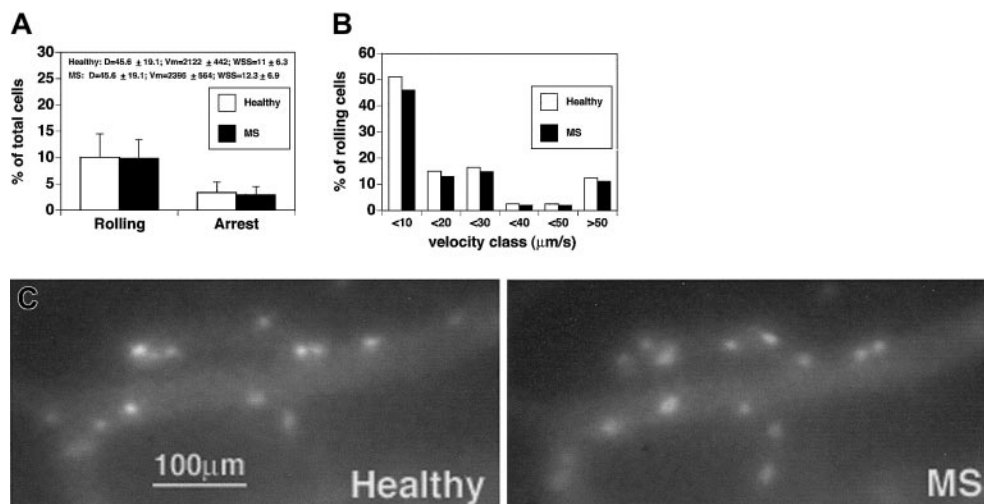 A
B
30
25
20
15
10
5
0
% of total cells
Healthy: D=45.6 ± 19.1; Vm=2122 ± 442; WSS=11 ± 6.3
MS: D=45.6 ± 19.1; Vm=2396 ± 564; WSS=12.3 ± 6.9
Healthy
MS
Rolling
Arrest
60
50
40
30
20
10
0
% of rolling cells
Healthy
MS
<10
<20
<30
<40
<50
>50
velocity class (μm/s)
C
100μm
Healthy
MS